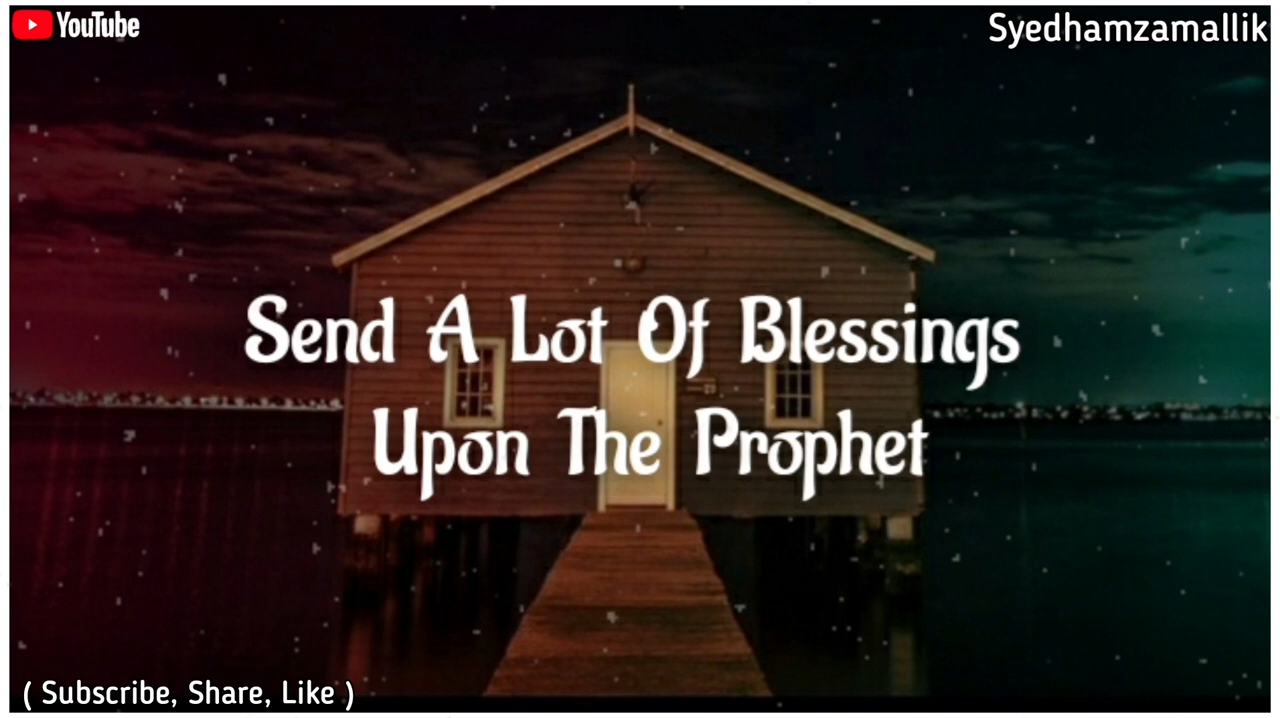 YouTube
Syedhamzamallik
Send A Lot Of Blessings
Upon The Prophet
( Subscribe, Share, Like )